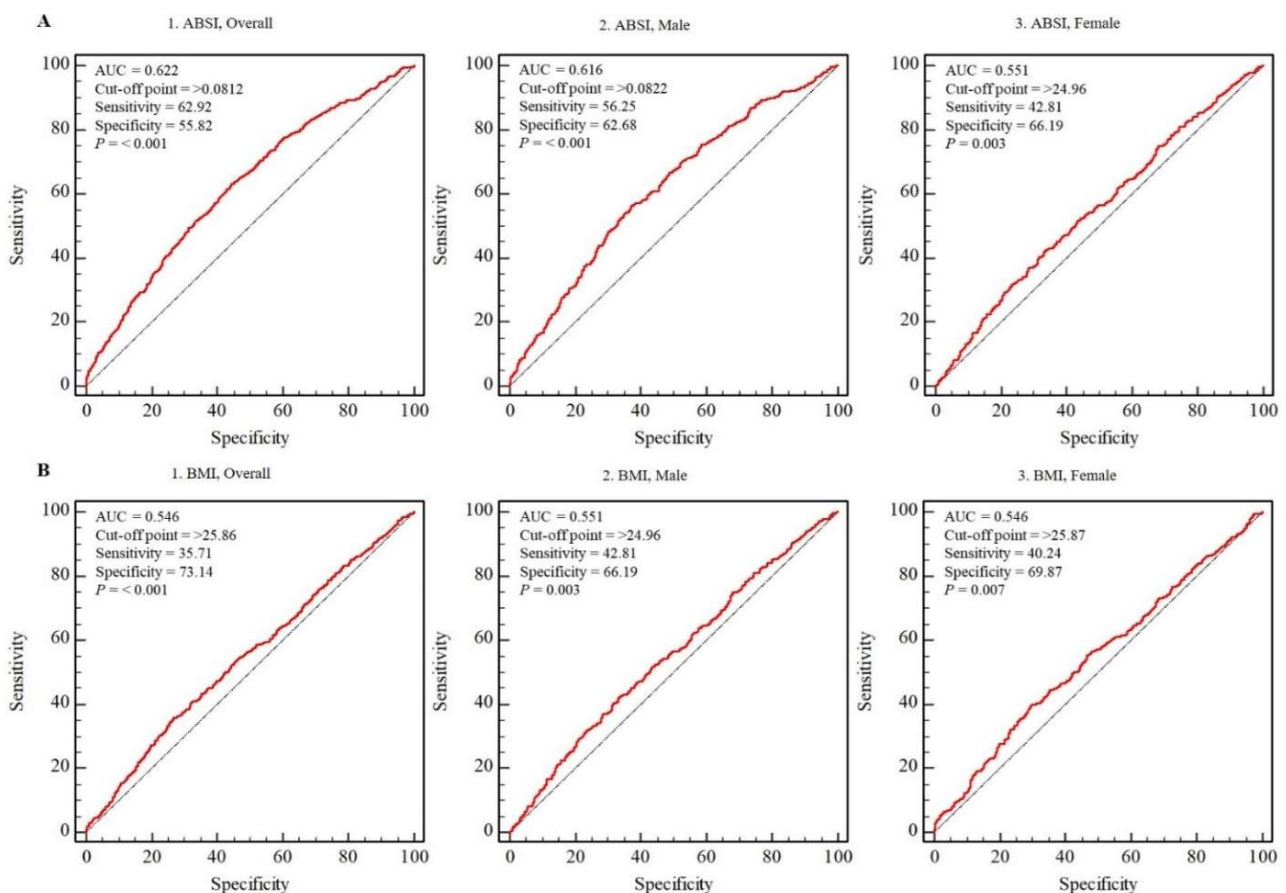 A
1. ABSI, Overall
AUC = 0.622
Cut-off point = >0.0812
Sensitivity = 62.92
Specificity = 55.82
P = < 0.001
100
80
60
40
20
0
Sensitivity
0 20 40 60 80 100
Specificity
2. ABSI, Male
AUC = 0.616
Cut-off point = >0.0822
Sensitivity = 56.25
Specificity = 62.68
P = < 0.001
100
80
60
40
20
0
Sensitivity
0 20 40 60 80 100
Specificity
3. ABSI, Female
AUC = 0.551
Cut-off point = >24.96
Sensitivity = 42.81
Specificity = 66.19
P = 0.003
100
80
60
40
20
0
Sensitivity
0 20 40 60 80 100
Specificity
B
1. BMI, Overall
AUC = 0.546
Cut-off point = >25.86
Sensitivity = 35.71
Specificity = 73.14
P = < 0.001
100
80
60
40
20
0
Sensitivity
0 20 40 60 80 100
Specificity
2. BMI, Male
AUC = 0.551
Cut-off point = >24.96
Sensitivity = 42.81
Specificity = 66.19
P = 0.003
100
80
60
40
20
0
Sensitivity
0 20 40 60 80 100
Specificity
3. BMI, Female
AUC = 0.546
Cut-off point = >25.87
Sensitivity = 40.24
Specificity = 69.87
P = 0.007
100
80
60
40
20
0
Sensitivity
0 20 40 60 80 100
Specificity